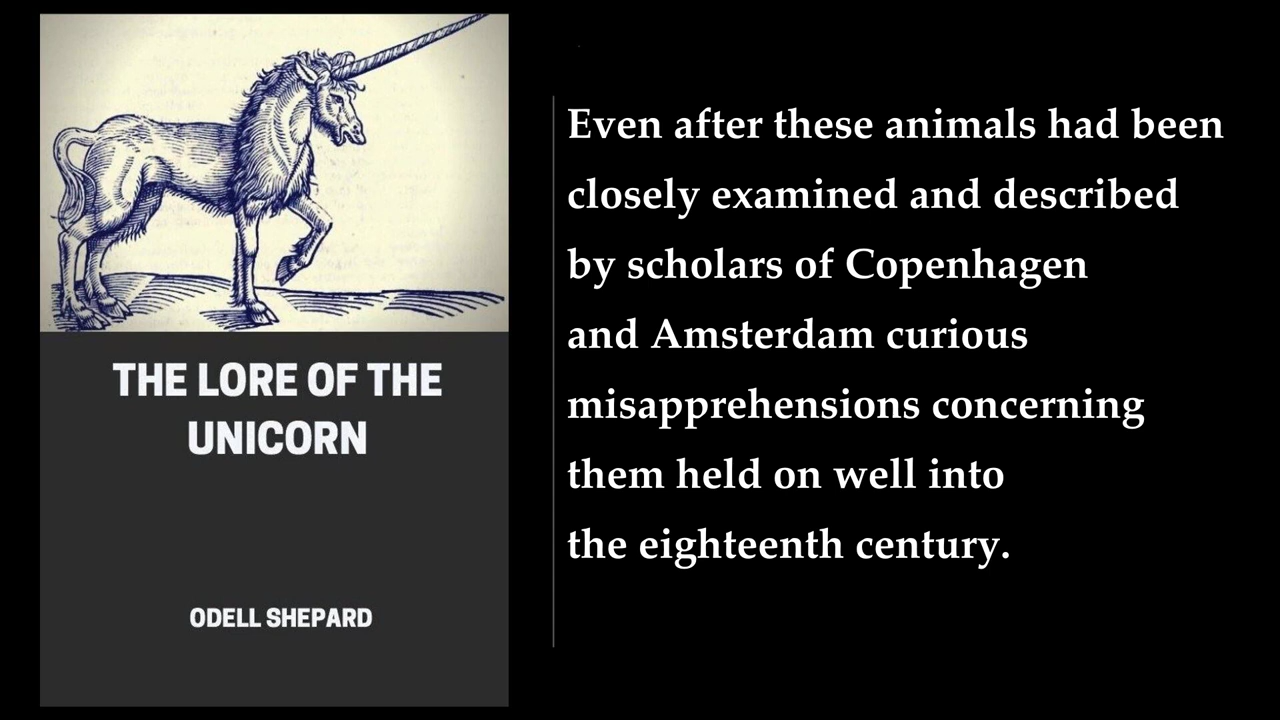 THE LORE OF THE
UNICORN
ODELL SHEPARD
Even after these animals had been
closely examined and described
by scholars of Copenhagen
and Amsterdam curious
misapprehensions concerning
them held on well into
the eighteenth century.